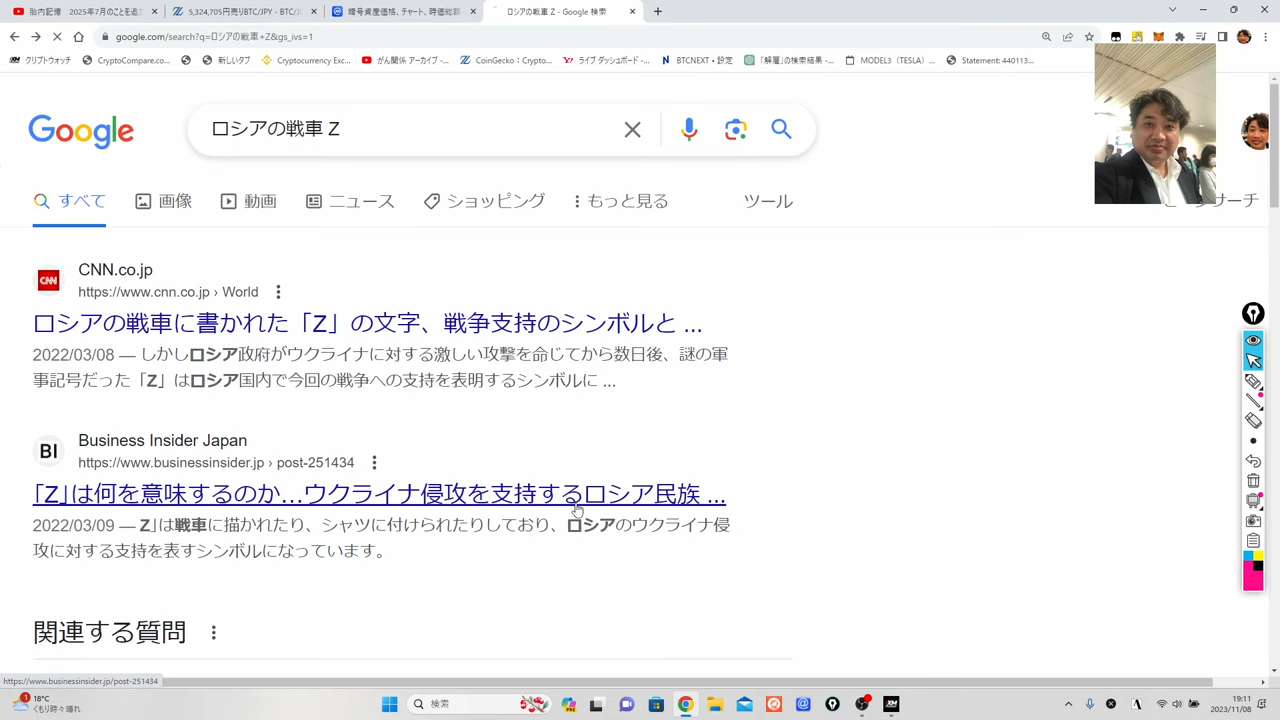 胎内記憶　2025年7月のことを追
5,324,705円売りBTC/JPY - BTC/J
暗号資産価格、チャート、時価総額
ロシアの戦車 Z - Google 検索
google.com/search?q=ロシアの戦車+Z&gs_ivs=1
クリプトウォッチ
CryptoCompare.co...
新しいタブ
Cryptocurrency Exc...
がん関係 アーカイブ -...
CoinGecko：Crypto...
ライブ ダッシュボード -...
BTCNEXT • 設定
「解雇」の検索結果 -...
MODEL3（TESLA）...
Statement: 440113...
Google
ロシアの戦車 Z
すべて 画像 動画 ニュース ショッピング もっと見る ツール
サーチ
CNN
CNN.co.jp
https://www.cnn.co.jp › World
ロシアの戦車に書かれた「Z」の文字、戦争支持のシンボルと ...
2022/03/08 — しかしロシア政府がウクライナに対する激しい攻撃を命じてから数日後、謎の軍
事記号だった「Z」はロシア国内で今回の戦争への支持を表明するシンボルに ...
BI
Business Insider Japan
https://www.businessinsider.jp › post-251434
「Z」は何を意味するのか…ウクライナ侵攻を支持するロシア民族 ...
2022/03/09 — Z」は戦車に描かれたり、シャツに付けられたりしており、ロシアのウクライナ侵
攻に対する支持を表すシンボルになっています。
関連する質問
https://www.businessinsider.jp/post-251434
1
18°C
くもり時々晴れ
検索
XM
A
19:11
2023/11/08